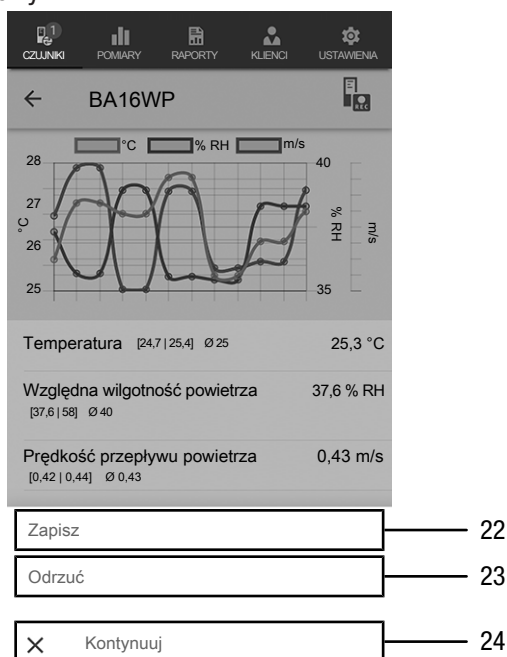 1
CZUJNIKI POMIARY RAPORTY KLIENCI USTAWIENIA
BA16WP
REC
°C % RH m/s
28 40
27
°C % RH m/s
26
25 35
Temperatura [24,7 | 25,4] Ø 25 25,3 °C
Względna wilgotność powietrza 37,6 % RH
[37,6 | 58] Ø 40
Prędkość przepływu powietrza 0,43 m/s
[0,42 | 0,44] Ø 0,43
Zapisz 22
Odrzuć 23
Kontynuuj 24